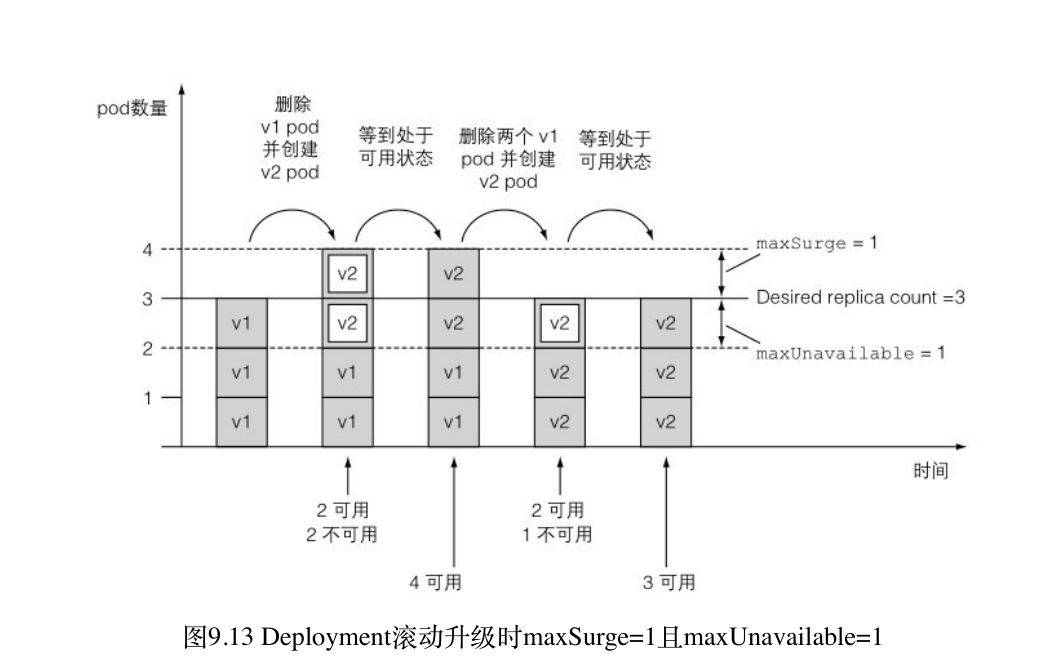 pod数量
删除
v1 pod
并创建
v2 pod
等到处于
可用状态
删除两个 v1
pod 并创建
v2 pod
等到处于
可用状态
4
maxSurge = 1
v2
v2
3
Desired replica count =3
v1
v2
v2
v2
v2
2
maxUnavailable = 1
v1
v1
v1
v2
v2
1
v1
v1
v1
v2
v2
时间
2 可用
2 不可用
2 可用
1 不可用
4 可用
3 可用
图9.13 Deployment滚动升级时maxSurge=1且maxUnavailable=1